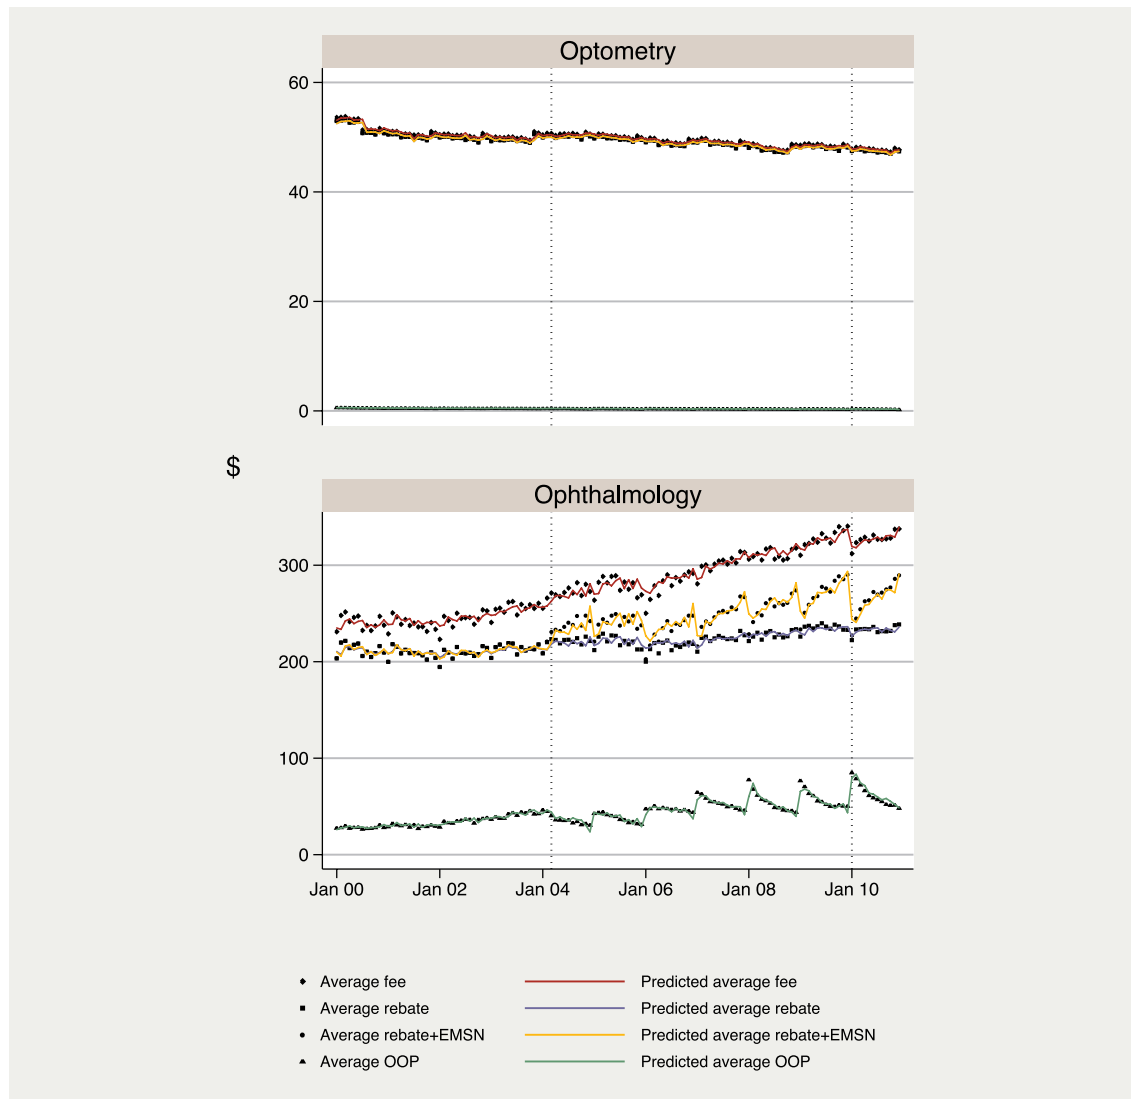 Optometry
60
40
20
0
$
Ophthalmology
300
200
100
0
Jan 00 Jan 02 Jan 04 Jan 06 Jan 08 Jan 10
Average fee Predicted average fee
Average rebate Predicted average rebate
Average rebate+EMSN Predicted average rebate+EMSN
Average OOP Predicted average OOP